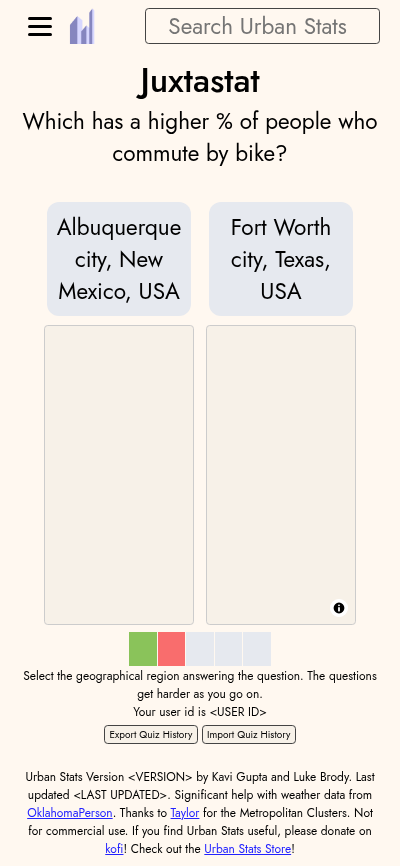 Search Urban Stats
Juxtastat
Which has a higher % of people who
commute by bike?
Albuquerque
city, New
Mexico, USA
Fort Worth
city, Texas,
USA
Select the geographical region answering the question. The questions
get harder as you go on.
Your user id is <USER ID>
Export Quiz History
Import Quiz History
Urban Stats Version <VERSION> by Kavi Gupta and Luke Brody. Last
updated <LAST UPDATED>. Significant help with weather data from
OklahomaPerson. Thanks to Taylor for the Metropolitan Clusters. Not
for commercial use. If you find Urban Stats useful, please donate on
kofi! Check out the Urban Stats Store!